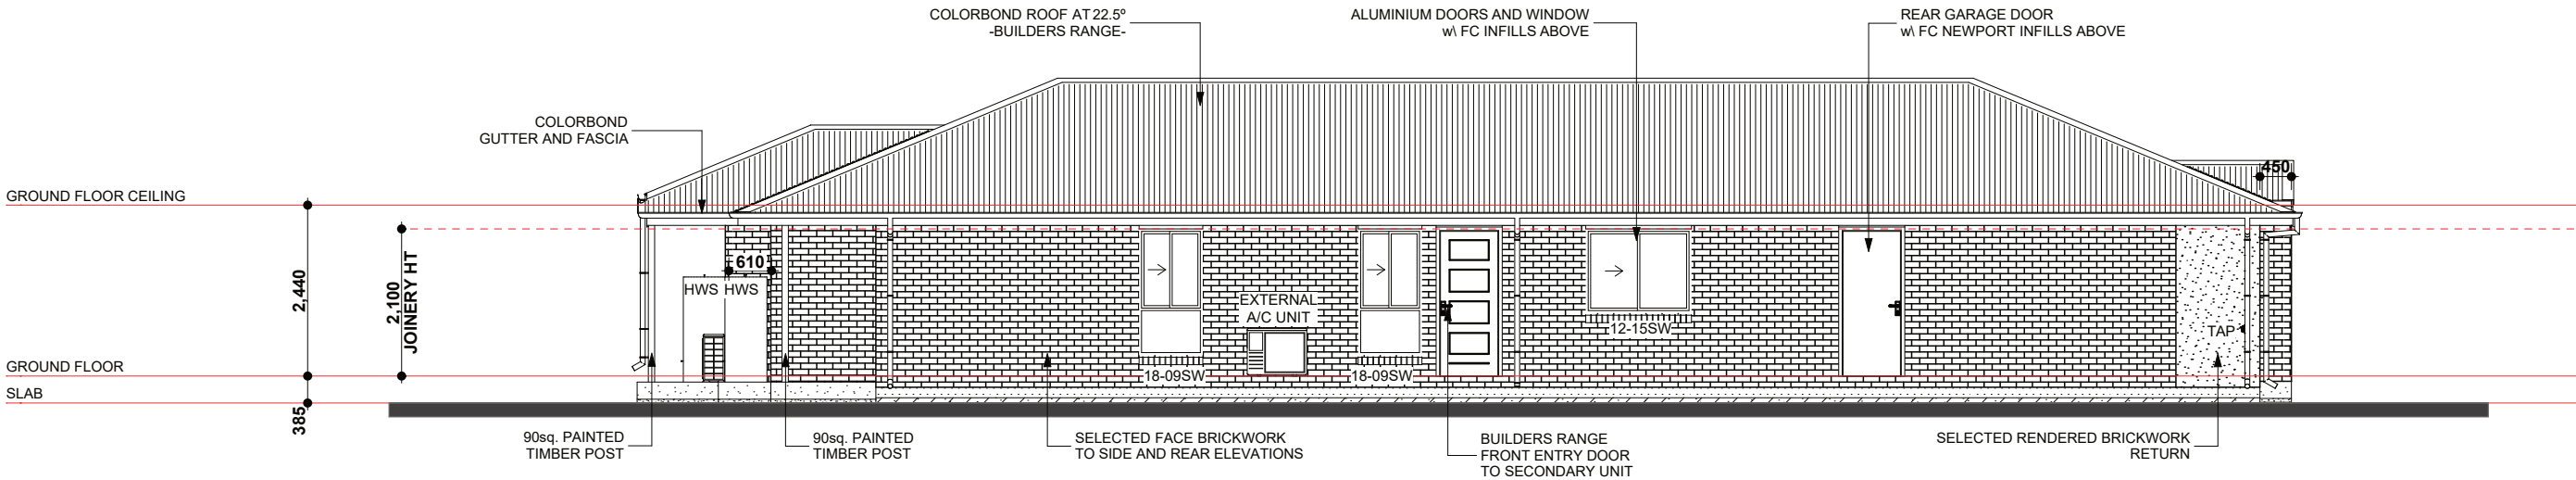 COLORBOND ROOF AT 22.5º
-BUILDERS RANGE-
ALUMINIUM DOORS AND WINDOW
w\ FC INFILLS ABOVE
REAR GARAGE DOOR
w\ FC NEWPORT INFILLS ABOVE
COLORBOND
GUTTER AND FASCIA
450
GROUND FLOOR CEILING
2,440
2,100
JOINERY HT
610
HWS HWS
EXTERNAL
A/C UNIT
12-15SW
TAP
GROUND FLOOR
18-09SW
18-09SW
SLAB
385
90sq. PAINTED
TIMBER POST
90sq. PAINTED
TIMBER POST
SELECTED FACE BRICKWORK
TO SIDE AND REAR ELEVATIONS
BUILDERS RANGE
FRONT ENTRY DOOR
TO SECONDARY UNIT
SELECTED RENDERED BRICKWORK
RETURN